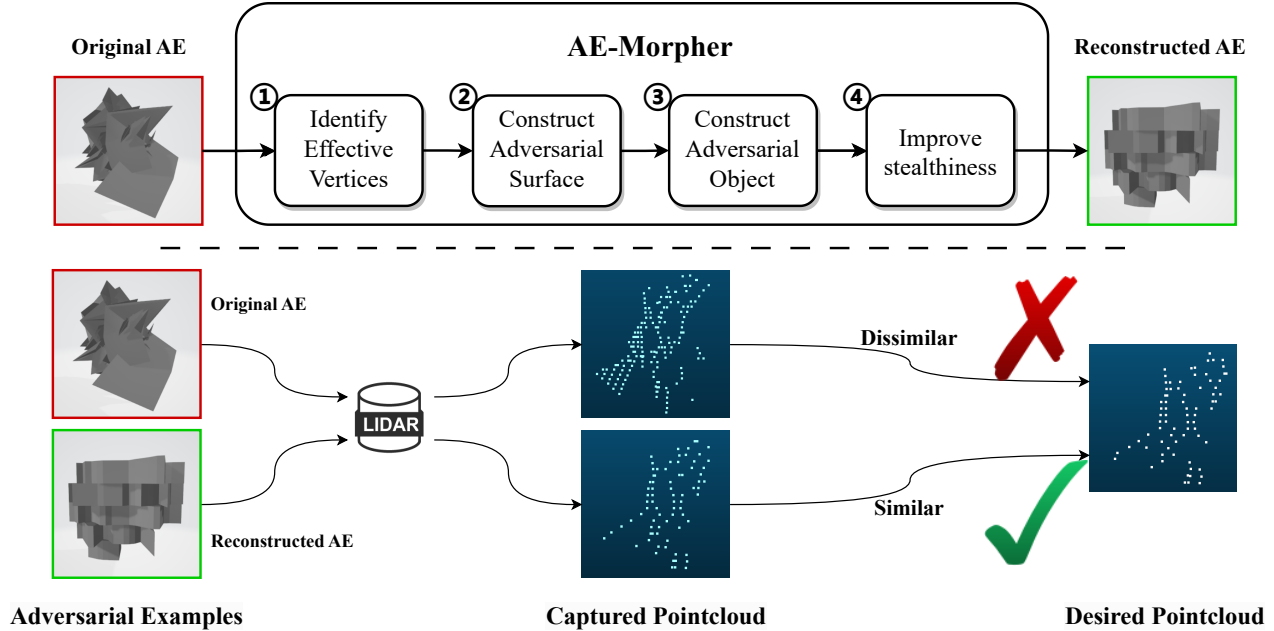 Original AE
AE-Morpher
Reconstructed AE
①
Identify
Effective
Vertices
②
Construct
Adversarial
Surface
③
Construct
Adversarial
Object
④
Improve
stealthiness
Original AE
LIDAR
Dissimilar
Similar
Reconstructed AE
Adversarial Examples
Captured Pointcloud
Desired Pointcloud